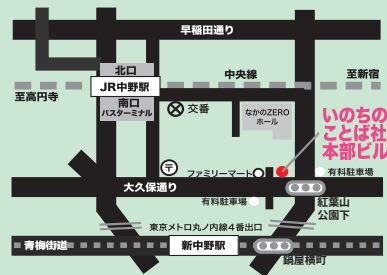 早稲田通り
北口
中央線
至新宿
JR中野駅
至高円寺
南口
バスターミナル
交番
なかのZERO
ホール
いのちの
ことば社
本部ビル
〒
ファミリーマート
有料駐車場
大久保通り
有料駐車場
紅葉山
公園下
東京メトロ丸ノ内線4番出口
青梅街道
新中野駅
鍋屋横町